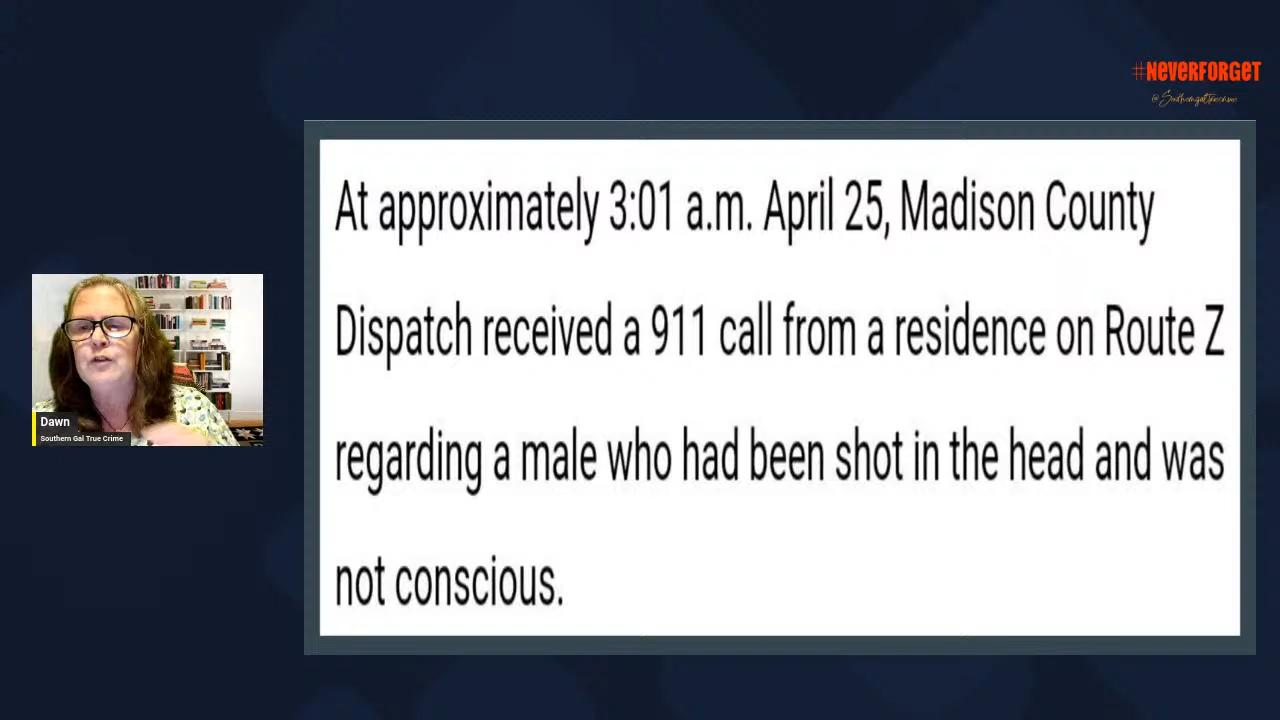 #NEVERFORGET
@Southerngaltruecrime
At approximately 3:01 a.m. April 25, Madison County
Dispatch received a 911 call from a residence on Route Z
regarding a male who had been shot in the head and was
not conscious.
Dawn
Southern Gal True Crime